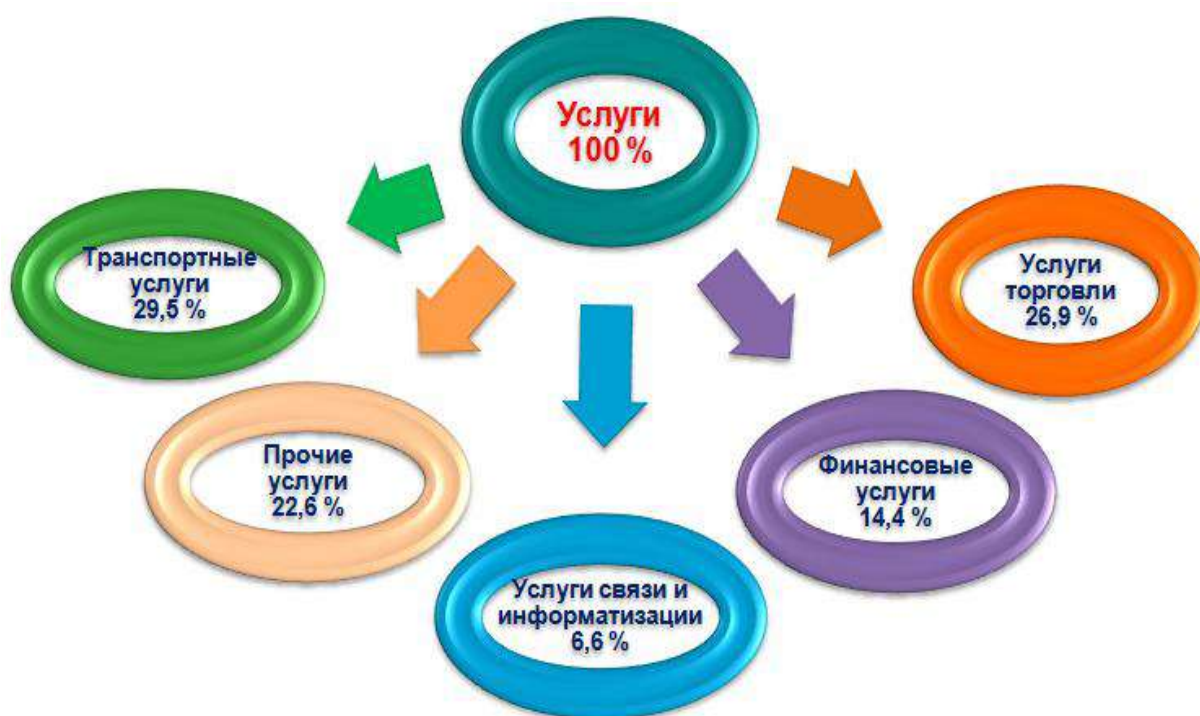 Услуги
100 %
Транспортные
услуги
29,5 %
Услуги
торговли
26,9 %
Прочие
услуги
22,6 %
Финансовые
услуги
14,4 %
Услуги связи и
информатизации
6,6 %